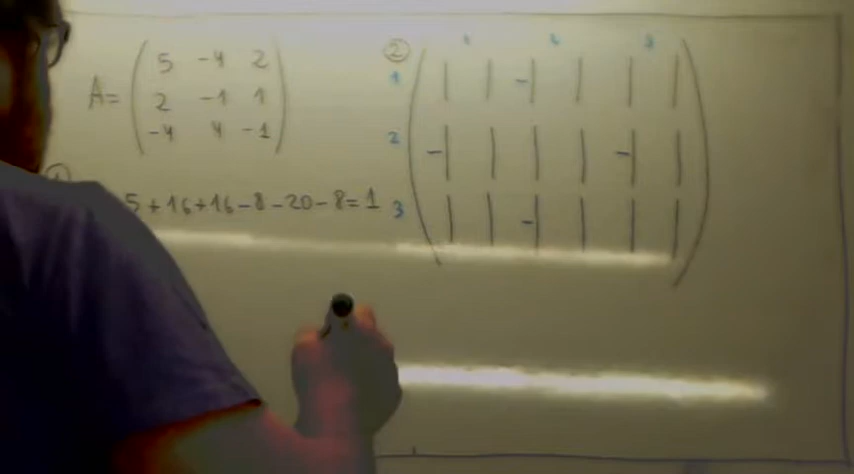 A= ( 5 -4 2
2 -1 1
-4 4 -1 )
5+16+16-8-20-8=1
② 1 2 3
1 ( | | -| | | |
2 -| | | | -| |
3 | | -| | | | )